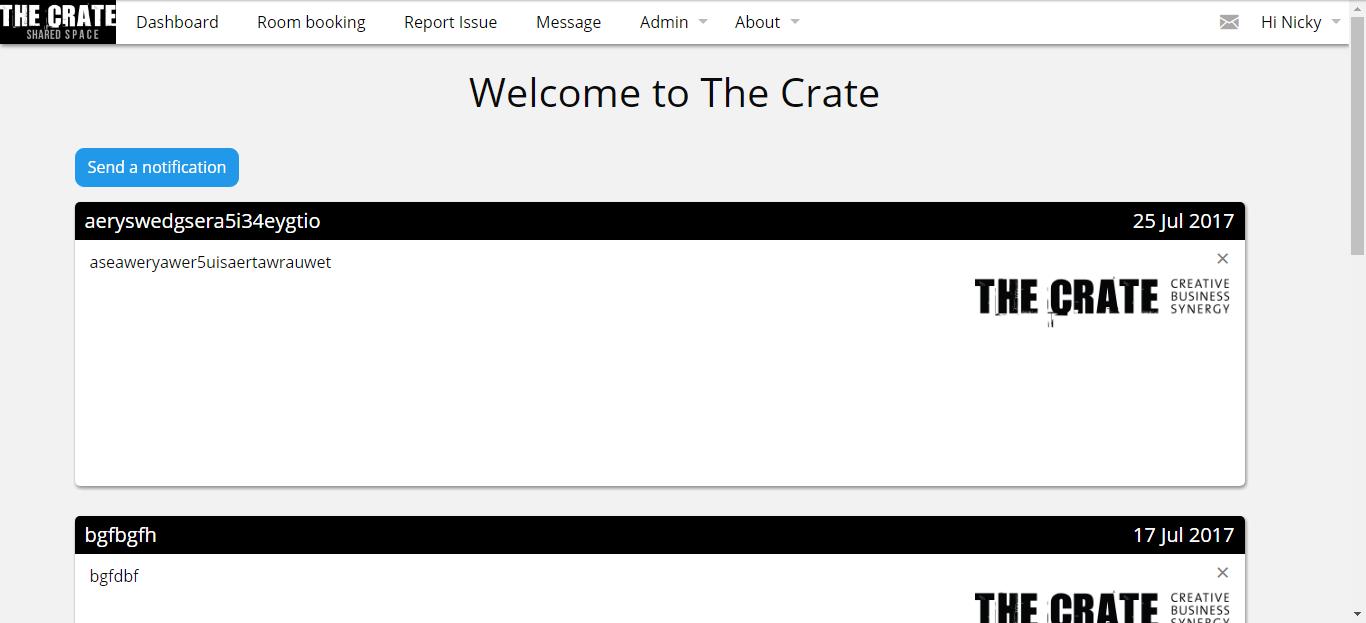 THE CRATE
SHARED SPACE
Dashboard Room booking Report Issue Message Admin About Hi Nicky
Welcome to The Crate
Send a notification
aeryswedgsera5i34eygtio 25 Jul 2017
aseaweryawer5uisaertawrauwet
THE CRATE
CREATIVE
BUSINESS
SYNERGY
bgfbgfh 17 Jul 2017
bgfdbf
THE CRATE
CREATIVE
BUSINESS
SYNERGY